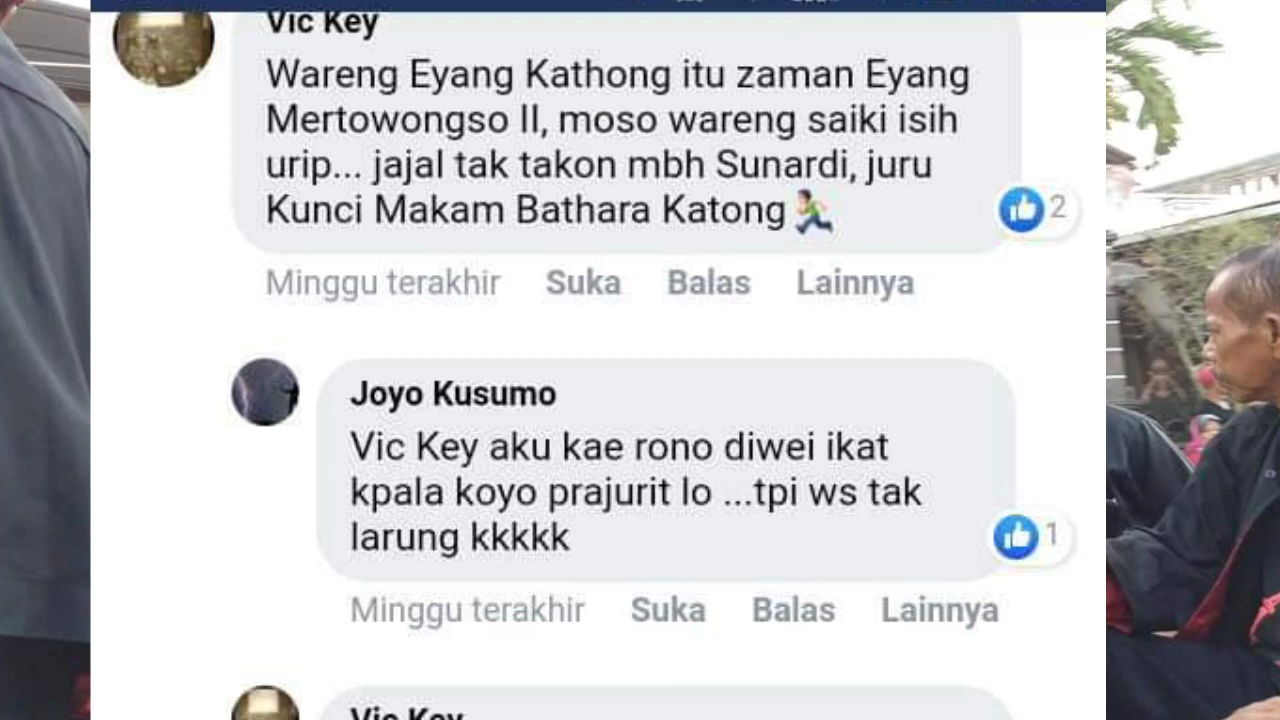 Vic Key
Wareng Eyang Kathong itu zaman Eyang
Mertowongso II, moso wareng saiki isih
urip... jajal tak takon mbh Sunardi, juru
Kunci Makam Bathara Katong🏃
2
Minggu terakhir Suka Balas Lainnya
Joyo Kusumo
Vic Key aku kae rono diwei ikat
kpala koyo prajurit lo ...tpi ws tak
larung kkkkk
1
Minggu terakhir Suka Balas Lainnya
Vic Key